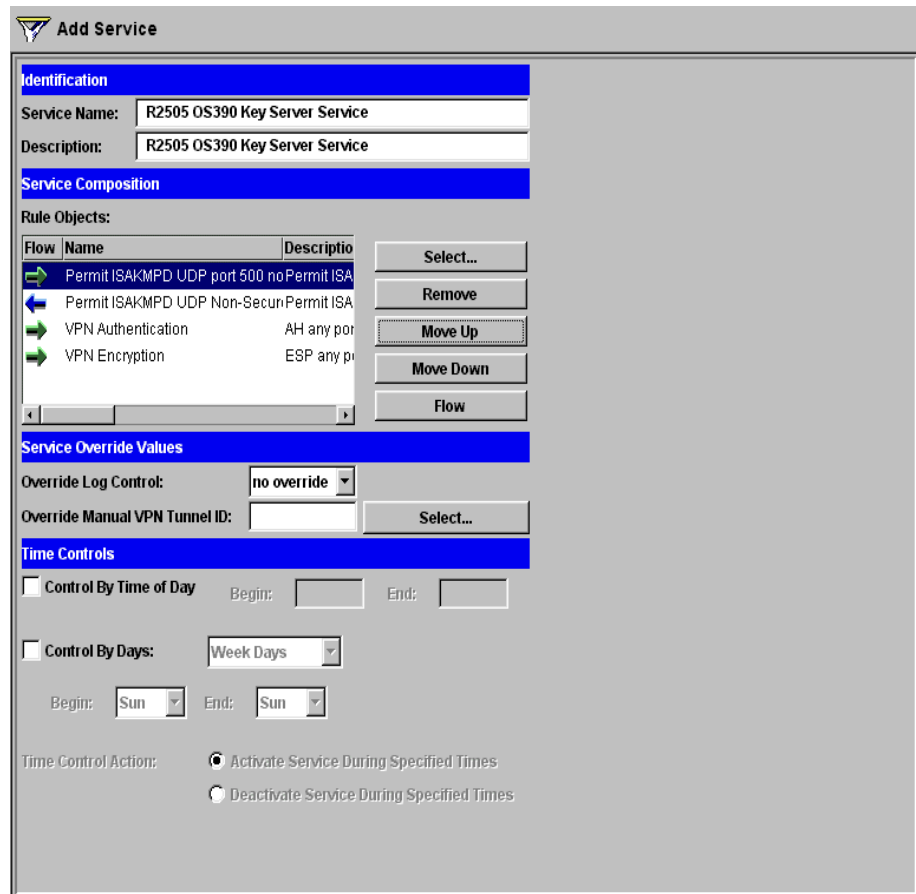 Add Service
Identification
Service Name: R2505 OS390 Key Server Service
Description: R2505 OS390 Key Server Service
Service Composition
Rule Objects:
Flow Name Descriptio
Permit ISAKMPD UDP port 500 no Permit ISA
Permit ISAKMPD UDP Non-Secur Permit ISA
VPN Authentication AH any por
VPN Encryption ESP any p
Select...
Remove
Move Up
Move Down
Flow
Service Override Values
Override Log Control: no override
Override Manual VPN Tunnel ID: Select...
Time Controls
Control By Time of Day Begin: End:
Control By Days: Week Days
Begin: Sun End: Sun
Time Control Action: Activate Service During Specified Times
Deactivate Service During Specified Times